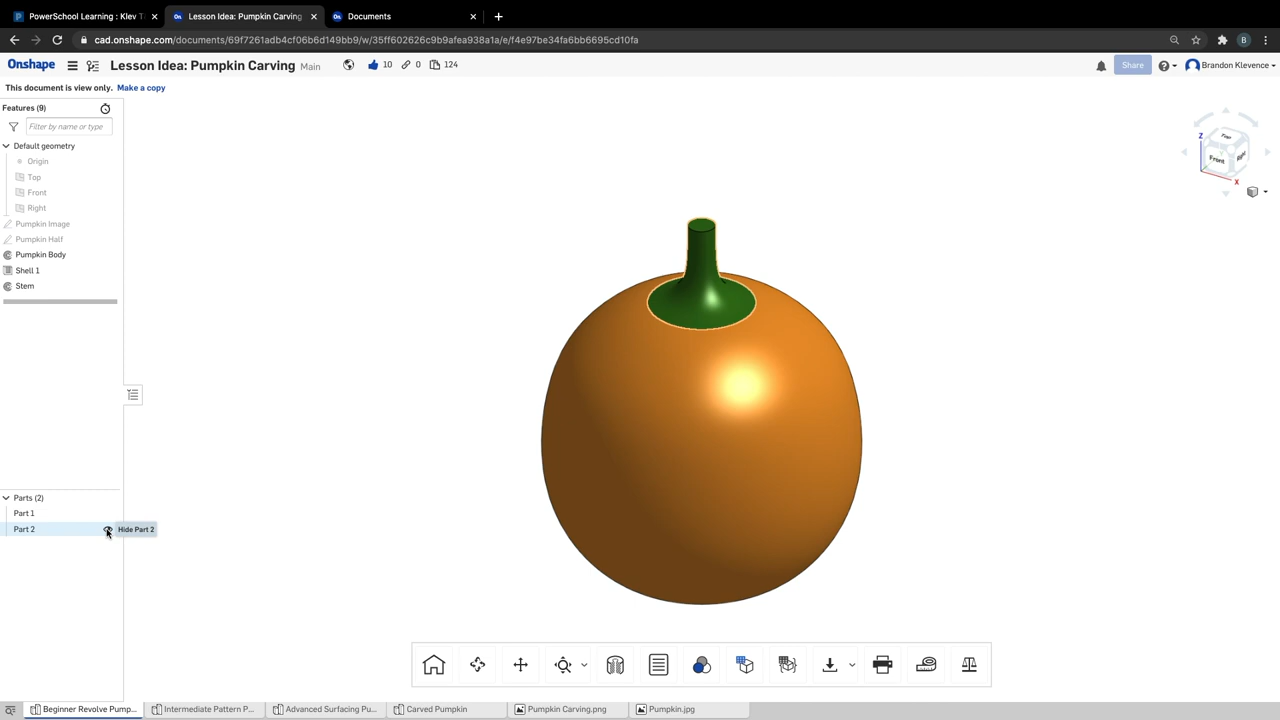 PowerSchool Learning : Klev T
Lesson Idea: Pumpkin Carving
Documents
cad.onshape.com/documents/69f7261adb4cf06b6d149bb9/w/35ff602626c9b9afea938a1a/e/f4e97be34fa6bb6695cd10fa
B
Onshape Lesson Idea: Pumpkin Carving Main 10 0 124 Share Brandon Klevence
This document is view only. Make a copy
Features (9)
Filter by name or type
Default geometry
Origin
Top
Front
Right
Pumpkin Image
Pumpkin Half
Pumpkin Body
Shell 1
Stem
Z
Top
Front
Right
X
Parts (2)
Part 1
Part 2
Hide Part 2
Beginner Revolve Pump... Intermediate Pattern P... Advanced Surfacing Pu... Carved Pumpkin Pumpkin Carving.png Pumpkin.jpg